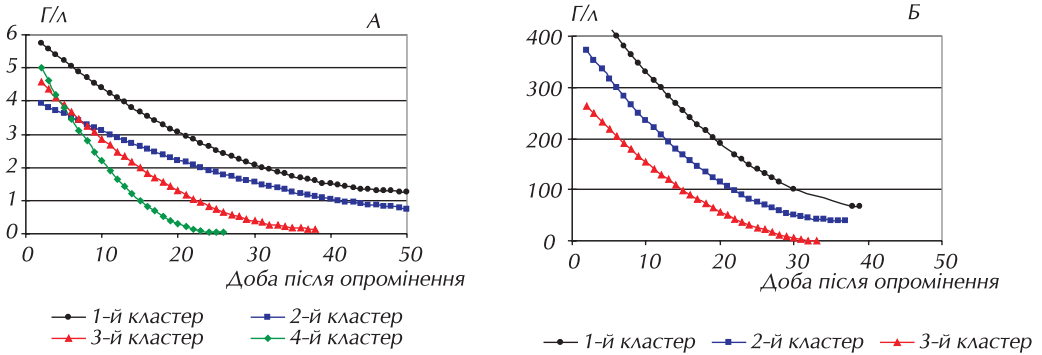 Г/л А
6
5
4
3
2
1
0
0 10 20 30 40 50
Доба після опромінення
1-й кластер 2-й кластер
3-й кластер 4-й кластер
Г/л Б
400
300
200
100
0
0 10 20 30 40 50
Доба після опромінення
1-й кластер 2-й кластер 3-й кластер